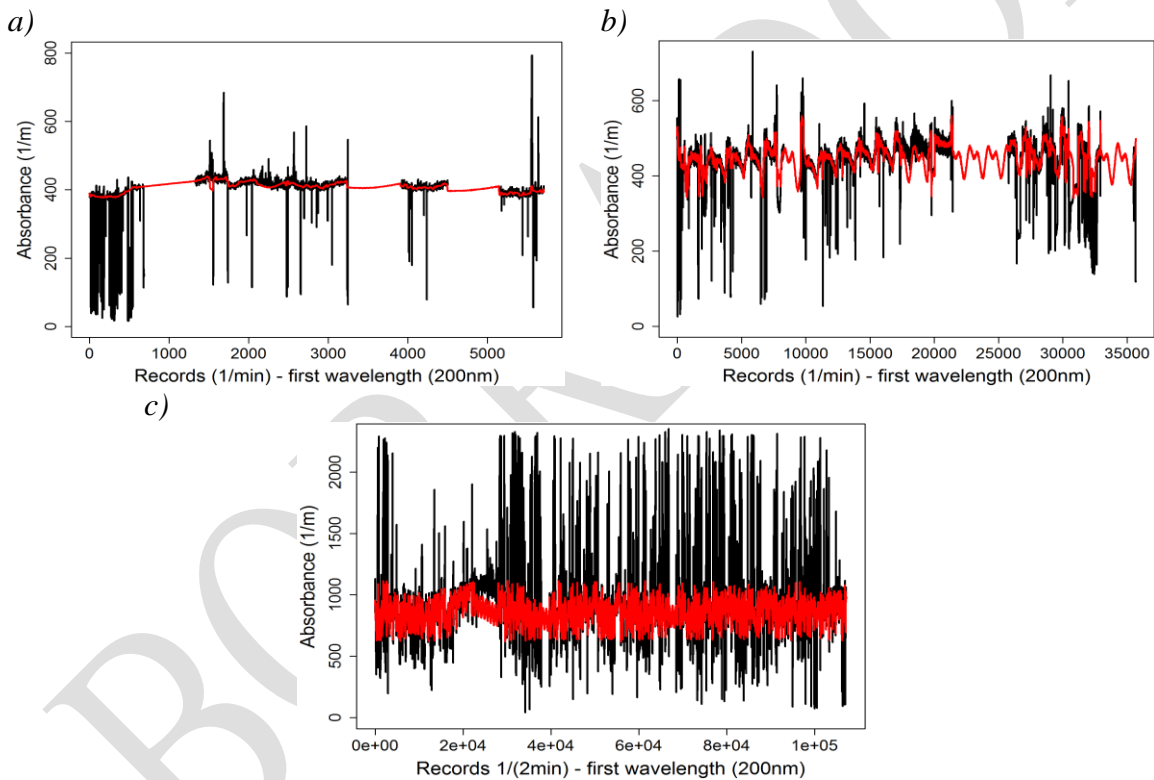 a)
b)
Absorbance (1/m)
0 200 400 600 800
0 1000 2000 3000 4000 5000
Records (1/min) - first wavelength (200nm)
Absorbance (1/m)
0 200 400 600
0 5000 10000 15000 20000 25000 30000 35000
Records (1/min) - first wavelength (200nm)
c)
Absorbance (1/m)
0 500 1000 1500 2000
0e+00 2e+04 4e+04 6e+04 8e+04 1e+05
Records 1/(2min) - first wavelength (200nm)